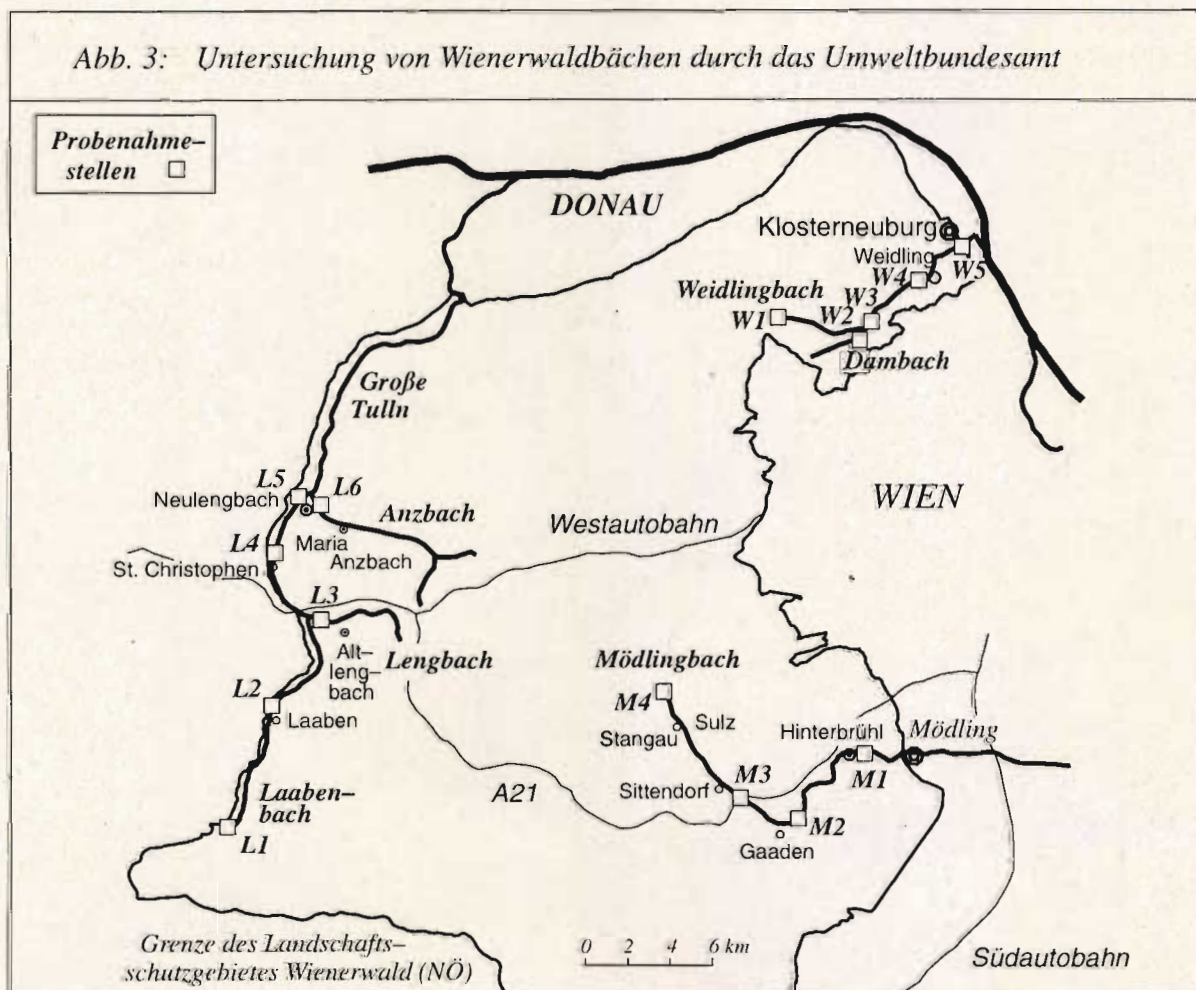 Abb. 3: Untersuchung von Wienerwaldbächen durch das Umweltbundesamt
Probenahme–
stellen
DONAU
Klosterneuburg
Weidling
W5
W4
Weidlingbach
W3
W1
W2
Dambach
Große
Tulln
L5
L6
Neulengbach
Anzbach
WIEN
Westautobahn
L4
Maria
Anzbach
St. Christophen
L3
Alt–
leng–
bach
Lengbach
Mödlingbach
L2
Laaben
M4
Sulz
Stangau
Hinterbrühl
Mödling
M1
Laaben–
bach
A21
Sittendorf
M3
M2
L1
Gaaden
Grenze des Landschafts–
schutzgebietes Wienerwald (NÖ)
0 2 4 6 km
Südautobahn